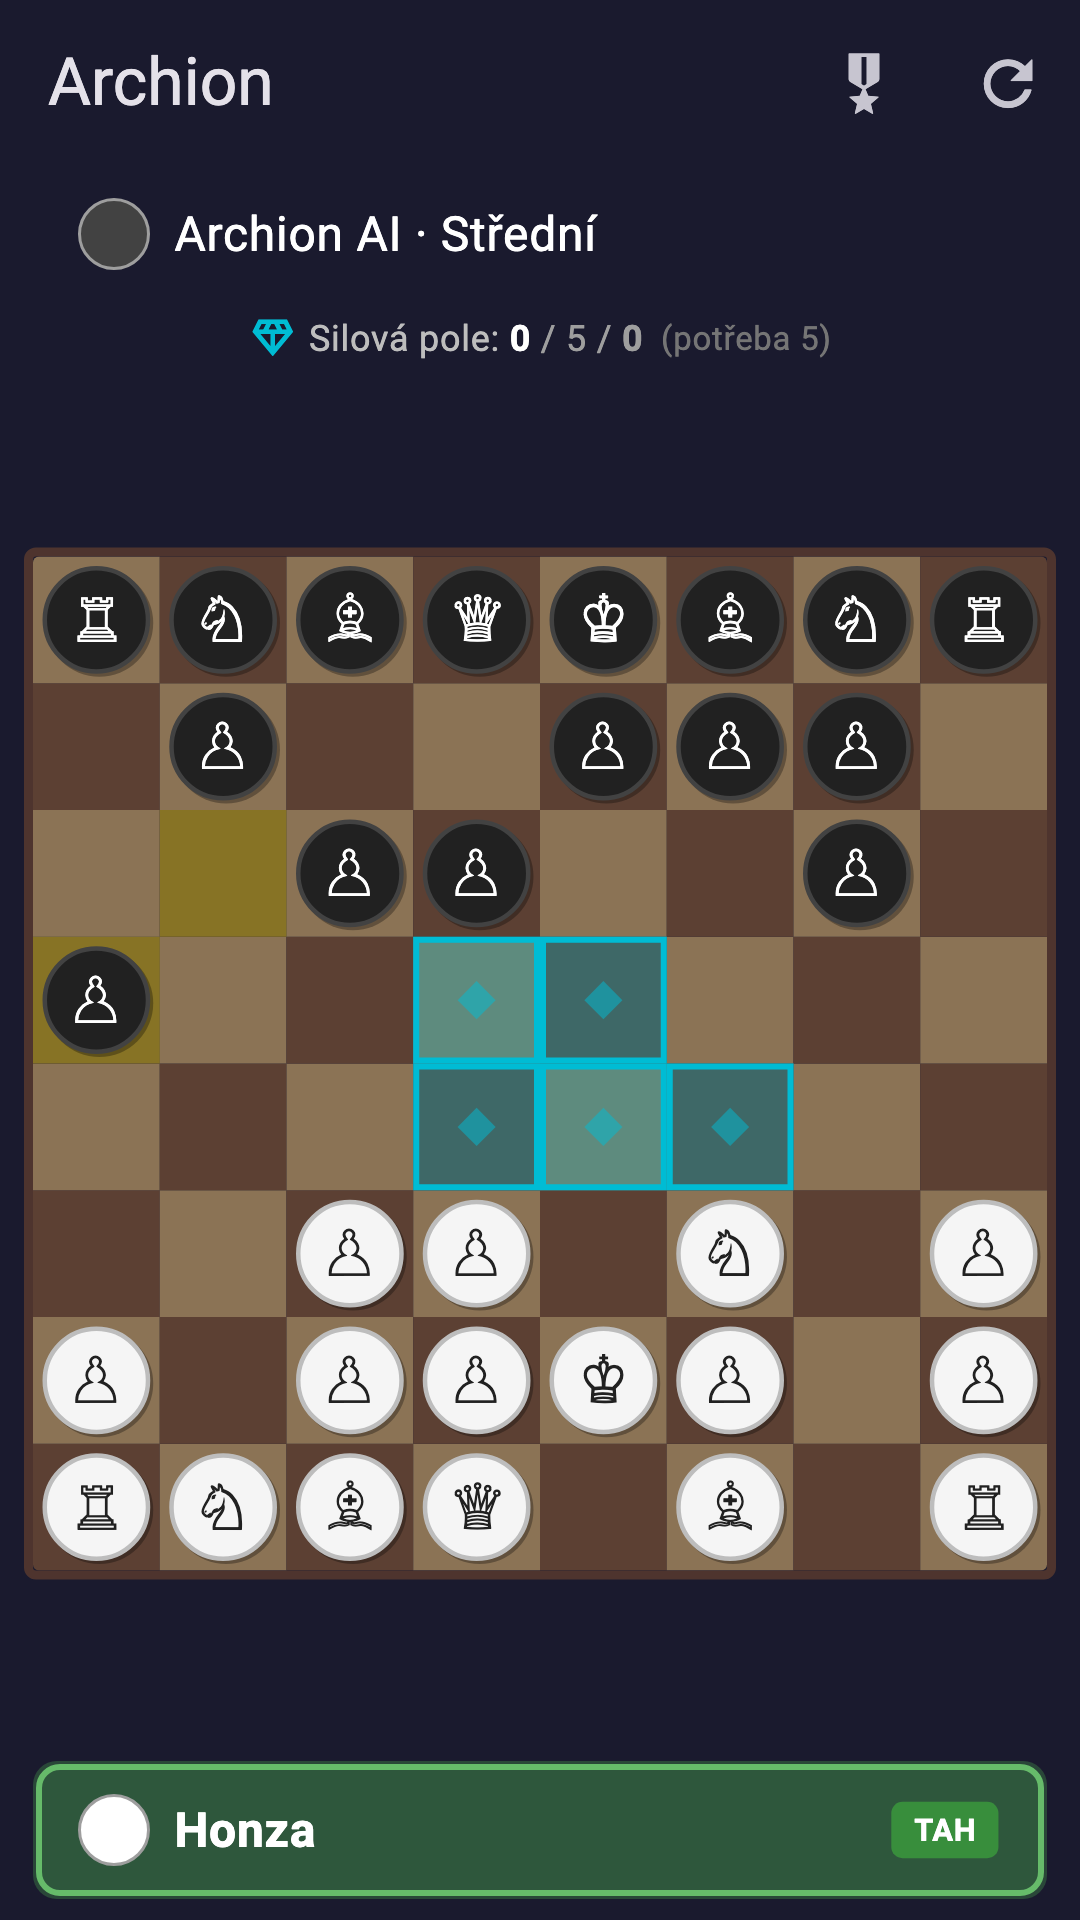 Archion
Archion AI · Střední
Silová pole: 0 / 5 / 0 (potřeba 5)
Honza
TAH